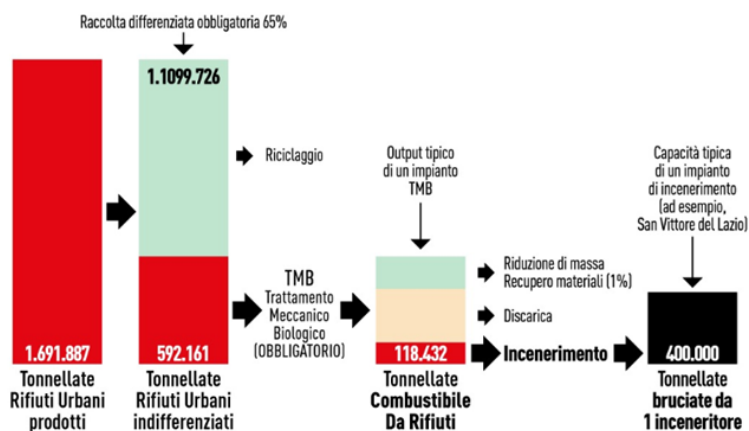 Raccolta differenziata obbligatoria 65%
1.1099.726
Riciclaggio
1.691.887
Tonnellate
Rifiuti Urbani
prodotti
592.161
Tonnellate
Rifiuti Urbani
indifferenziati
TMB
Trattamento
Meccanico
Biologico
(OBBLIGATORIO)
Output tipico
di un impianto
TMB
Riduzione di massa
Recupero materiali (1%)
Discarica
118.432
Tonnellate
Combustibile
Da Rifiuti
Incenerimento
Capacità tipica
di un impianto
di incenerimento
(ad esempio,
San Vittore del Lazio)
400.000
Tonnellate
bruciate da
1 inceneritore